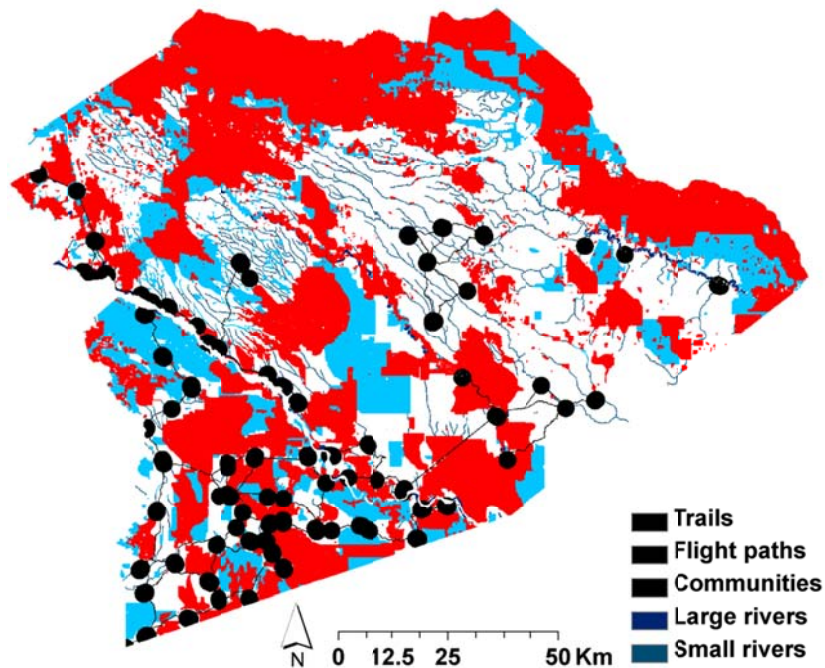 Trails
Flight paths
Communities
Large rivers
Small rivers
N 0 12.5 25 50 Km